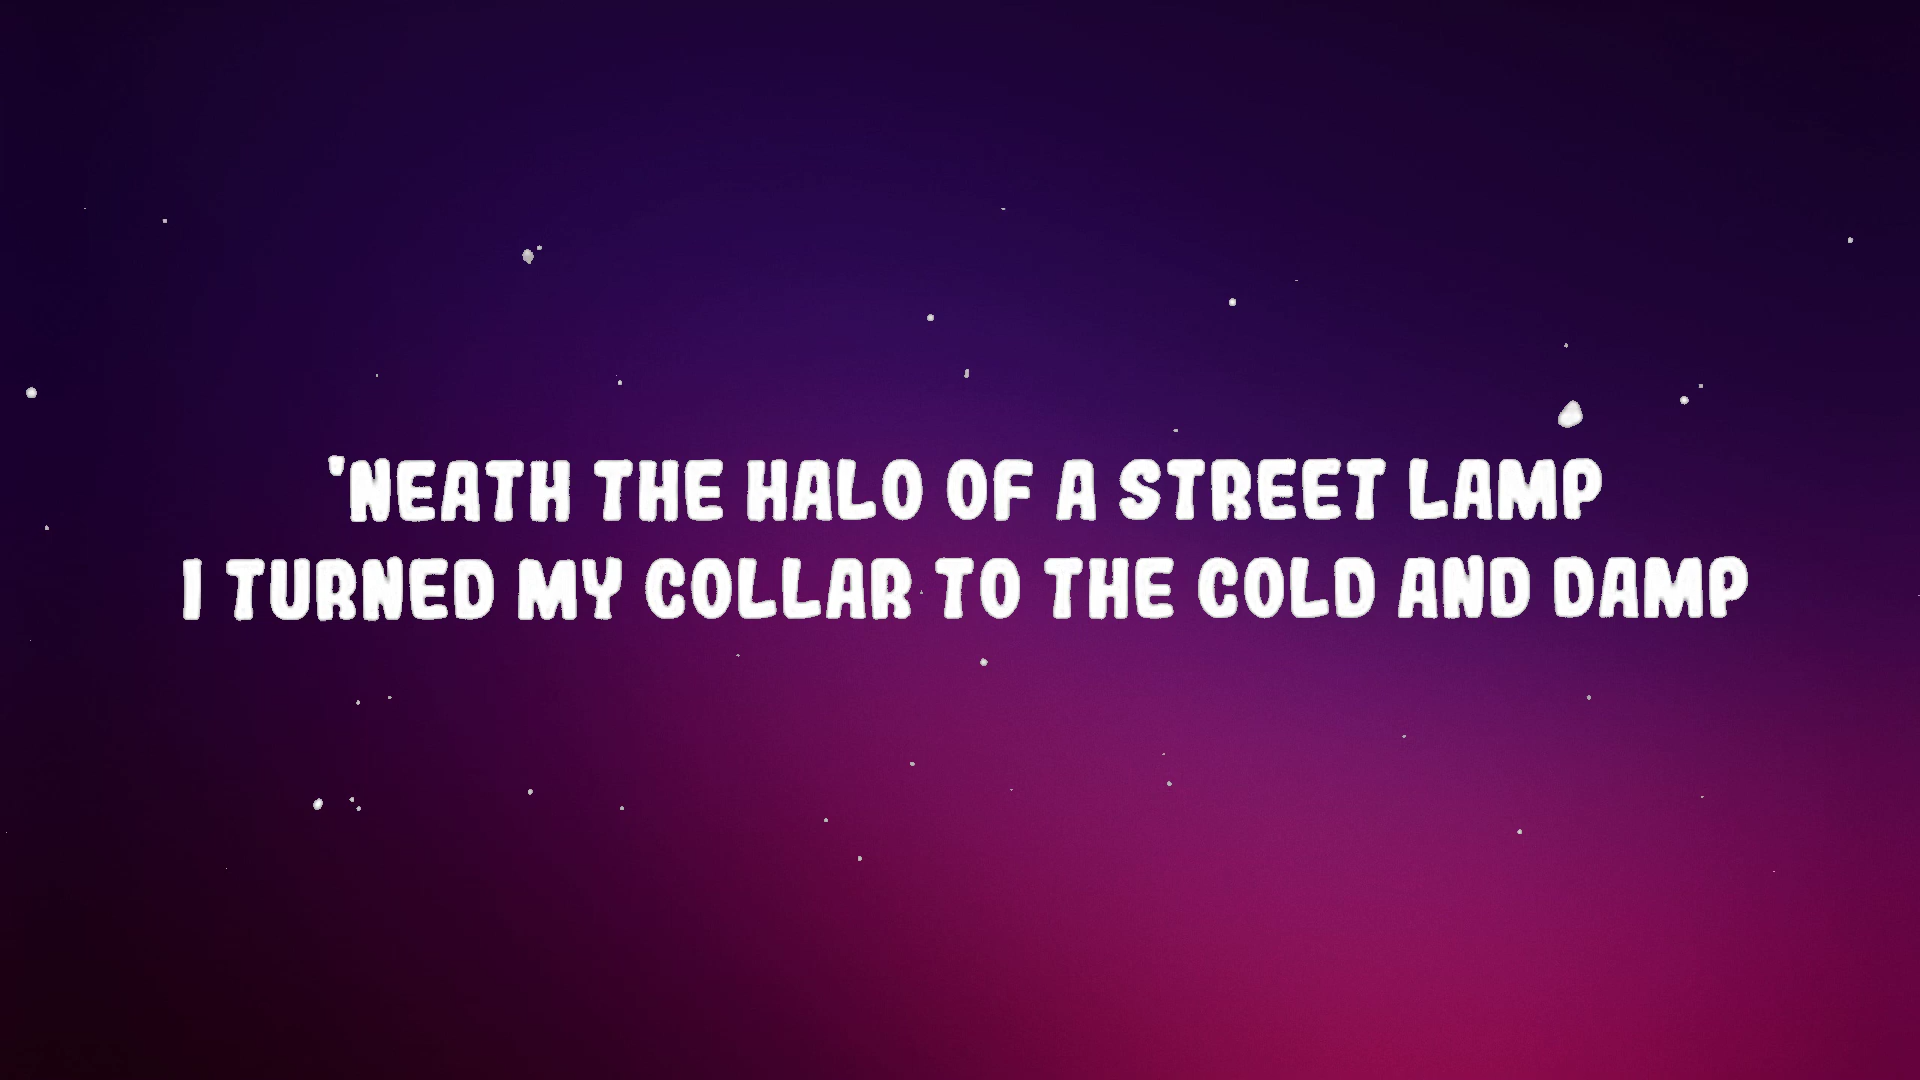 'NEATH THE HALO OF A STREET LAMP
I TURNED MY COLLAR TO THE COLD AND DAMP